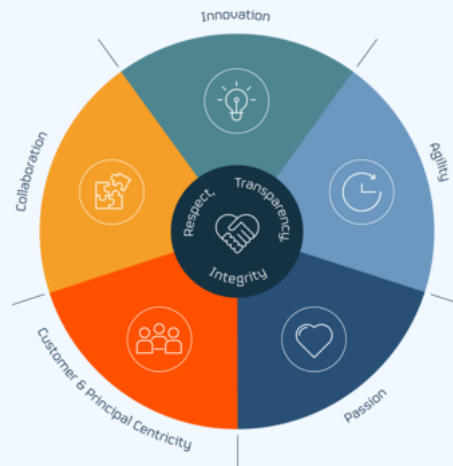 Innovation
Agility
Passion
Customer & Principal Centricity
Collaboration
Respect,
Transparency,
Integrity